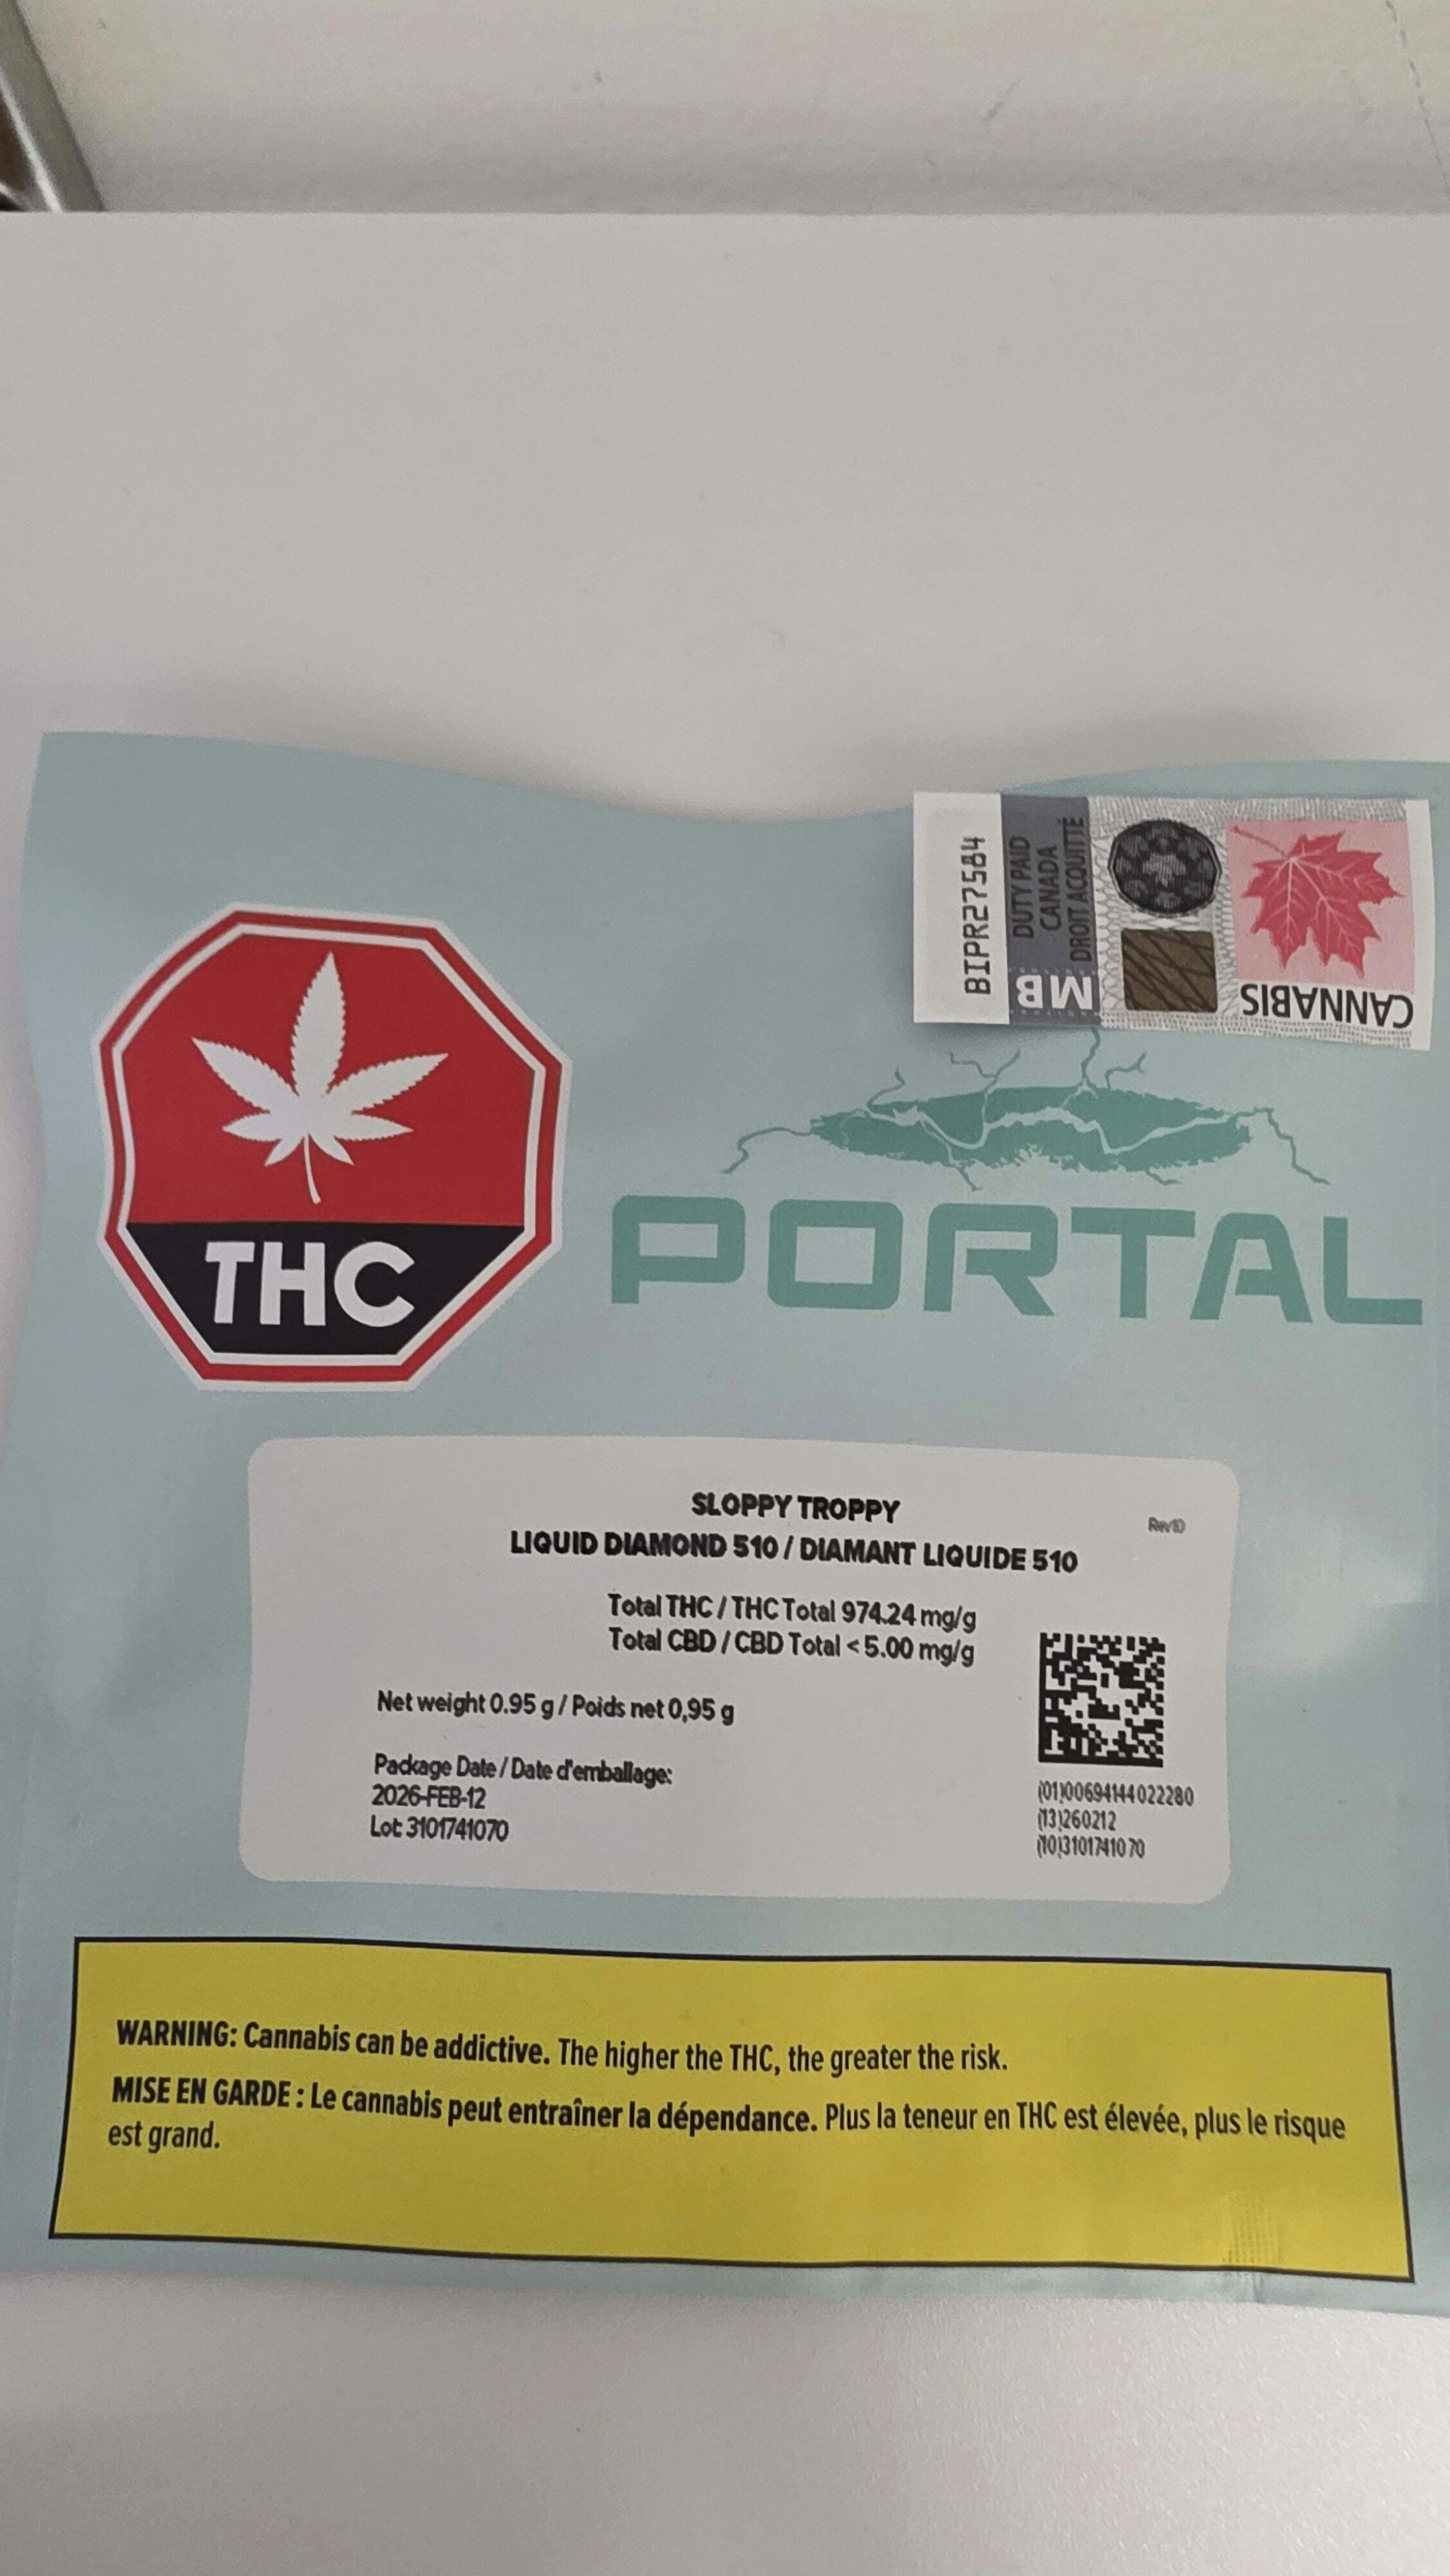 BIPR27584
DUTY PAID
CANADA
DROIT ACQUITTÉ
MB
CANNABIS
THC
PORTAL
SLOPPY TROPPY
Rev10
LIQUID DIAMOND 510 / DIAMANT LIQUIDE 510
Total THC / THC Total 974.24 mg/g
Total CBD / CBD Total < 5.00 mg/g
Net weight 0.95 g / Poids net 0,95 g
Package Date / Date d'emballage:
2026-FEB-12
Lot: 3101741070
(01)00694144022280
(13)260212
(10)3101741070
WARNING: Cannabis can be addictive. The higher the THC, the greater the risk.
MISE EN GARDE : Le cannabis peut entraîner la dépendance. Plus la teneur en THC est élevée, plus le risque
est grand.